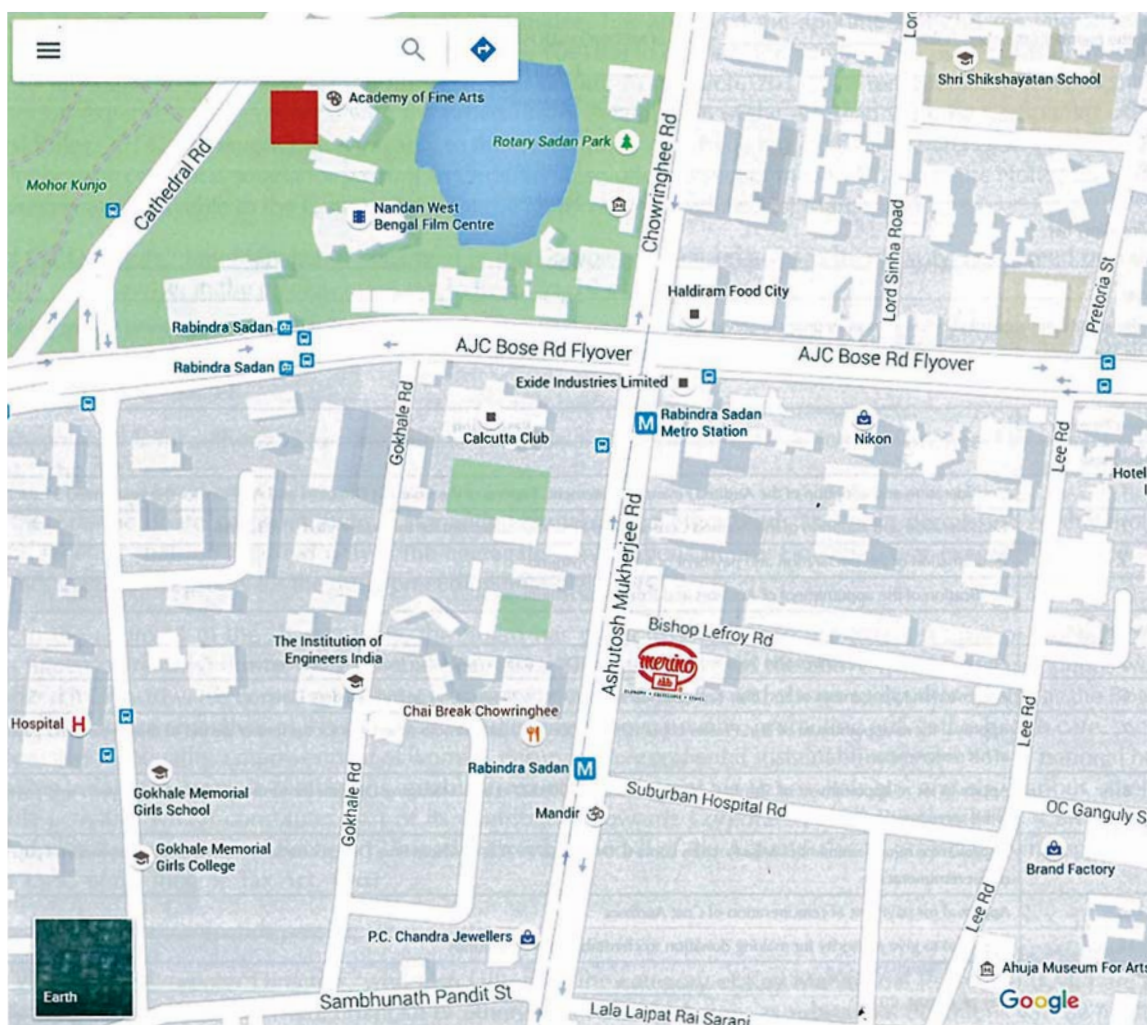 Academy of Fine Arts
Shri Shikshayatan School
Rotary Sadan Park
Chowringhee Rd
Mohor Kunjo
Cathedral Rd
Nandan West
Bengal Film Centre
Lord Sinha Road
Pretoria St
Haldiram Food City
Rabindra Sadan
AJC Bose Rd Flyover
AJC Bose Rd Flyover
Rabindra Sadan
Exide Industries Limited
Gokhale Rd
Calcutta Club
M
Rabindra Sadan
Metro Station
Nikon
Lee Rd
Hotel
Ashutosh Mukherjee Rd
Bishop Lefroy Rd
The Institution of
Engineers India
merino
Hospital H
Chai Break Chowringhee
Lee Rd
Rabindra Sadan M
Gokhale Memorial
Girls School
Gokhale Rd
Mandir
Suburban Hospital Rd
OC Ganguly S
Gokhale Memorial
Girls College
Brand Factory
Lee Rd
P.C. Chandra Jewellers
Ahuja Museum For Arts
Earth
Sambhunath Pandit St
Lala Lajpat Rai Sarani
Google